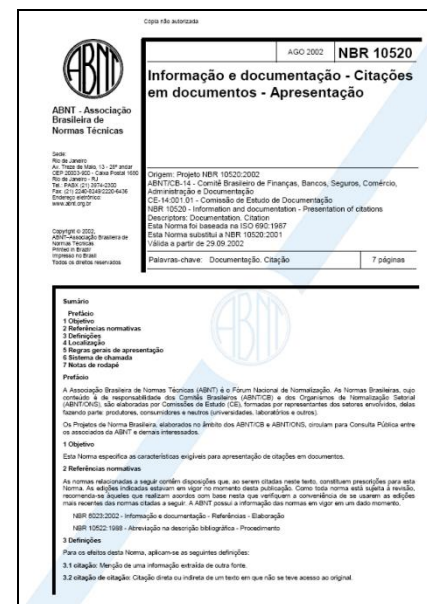 Cópia não autorizada
AGO 2002
NBR 10520
ABNT
Informação e documentação - Citações
em documentos - Apresentação
ABNT - Associação
Brasileira de
Normas Técnicas
Sede:
Rio de Janeiro
Av. Treze de Maio, 13 - 28º andar
CEP 20003-900 - Caixa Postal 1680
Rio de Janeiro - RJ
Tel.: PABX (21) 3974-2300
Fax: (21) 2240-8249/2220-6436
Endereço eletrônico:
www.abnt.org.br
Copyright © 2002,
ABNT–Associação Brasileira de
Normas Técnicas
Printed in Brazil/
Impresso no Brasil
Todos os direitos reservados
Origem: Projeto NBR 10520:2002
ABNT/CB-14 - Comitê Brasileiro de Finanças, Bancos, Seguros, Comércio,
Administração e Documentação
CE-14:001.01 - Comissão de Estudo de Documentação
NBR 10520 - Information and documentation - Presentation of citations
Descriptors: Documentation. Citation
Esta Norma foi baseada na ISO 690:1987
Esta Norma substitui a NBR 10520:2001
Válida a partir de 29.09.2002
Palavras-chave: Documentação. Citação
7 páginas
Sumário
Prefácio
1 Objetivo
2 Referências normativas
3 Definições
4 Localização
5 Regras gerais de apresentação
6 Sistema de chamada
7 Notas de rodapé
Prefácio
A Associação Brasileira de Normas Técnicas (ABNT) é o Fórum Nacional de Normalização. As Normas Brasileiras, cujo
conteúdo é de responsabilidade dos Comitês Brasileiros (ABNT/CB) e dos Organismos de Normalização Setorial
(ABNT/ONS), são elaboradas por Comissões de Estudo (CE), formadas por representantes dos setores envolvidos, delas
fazendo parte: produtores, consumidores e neutros (universidades, laboratórios e outros).
Os Projetos de Norma Brasileira, elaborados no âmbito dos ABNT/CB e ABNT/ONS, circulam para Consulta Pública entre
os associados da ABNT e demais interessados.
1 Objetivo
Esta Norma especifica as características exigíveis para apresentação de citações em documentos.
2 Referências normativas
As normas relacionadas a seguir contêm disposições que, ao serem citadas neste texto, constituem prescrições para esta
Norma. As edições indicadas estavam em vigor no momento desta publicação. Como toda norma está sujeita à revisão,
recomenda-se àqueles que realizam acordos com base nesta que verifiquem a conveniência de se usarem as edições
mais recentes das normas citadas a seguir. A ABNT possui a informação das normas em vigor em um dado momento.
NBR 6023:2002 - Informação e documentação - Referências - Elaboração
NBR 10522:1988 - Abreviação na descrição bibliográfica - Procedimento
3 Definições
Para os efeitos desta Norma, aplicam-se as seguintes definições:
3.1 citação: Menção de uma informação extraída de outra fonte.
3.2 citação de citação: Citação direta ou indireta de um texto em que não se teve acesso ao original.